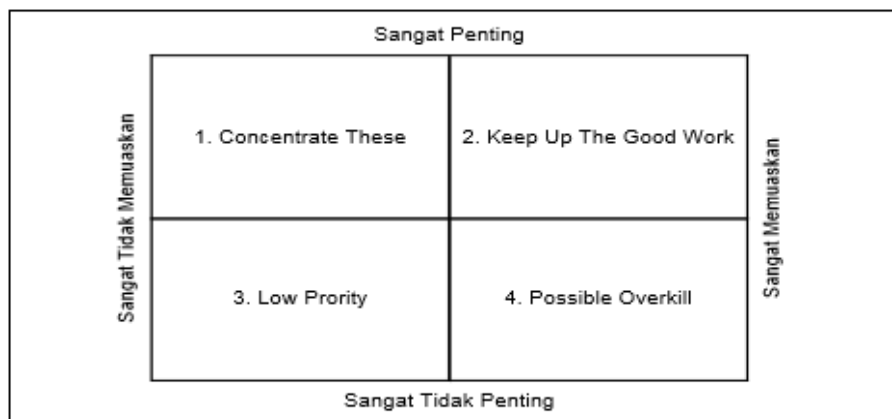 Sangat Penting
Sangat Tidak Memuaskan
1. Concentrate These
2. Keep Up The Good Work
Sangat Memuaskan
3. Low Prority
4. Possible Overkill
Sangat Tidak Penting